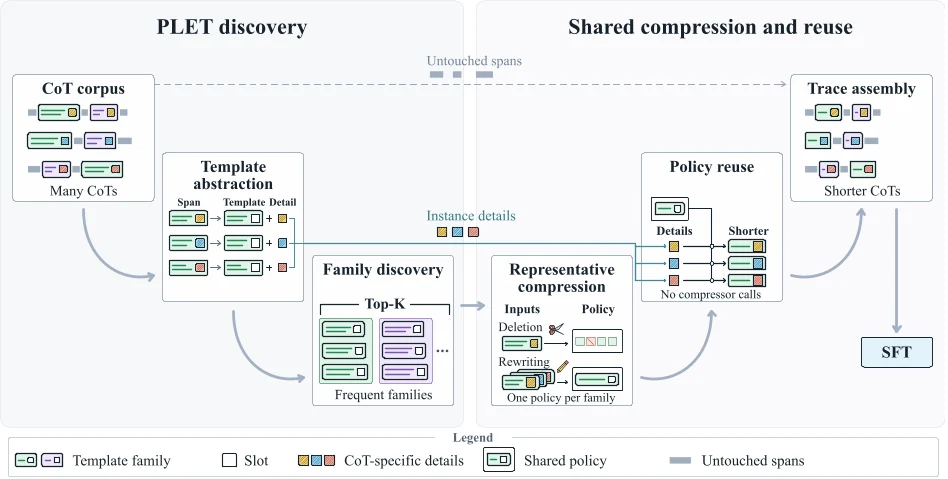 PLET discovery
Shared compression and reuse
Untouched spans
CoT corpus
Many CoTs
Template
abstraction
Span
Template
Detail
+
+
+
Instance details
Family discovery
Top-K
...
Frequent families
Representative
compression
Inputs
Policy
Deletion
Rewriting
One policy per family
Policy reuse
Details
Shorter
No compressor calls
Trace assembly
Shorter CoTs
SFT
Legend
Template family
Slot
CoT-specific details
Shared policy
Untouched spans